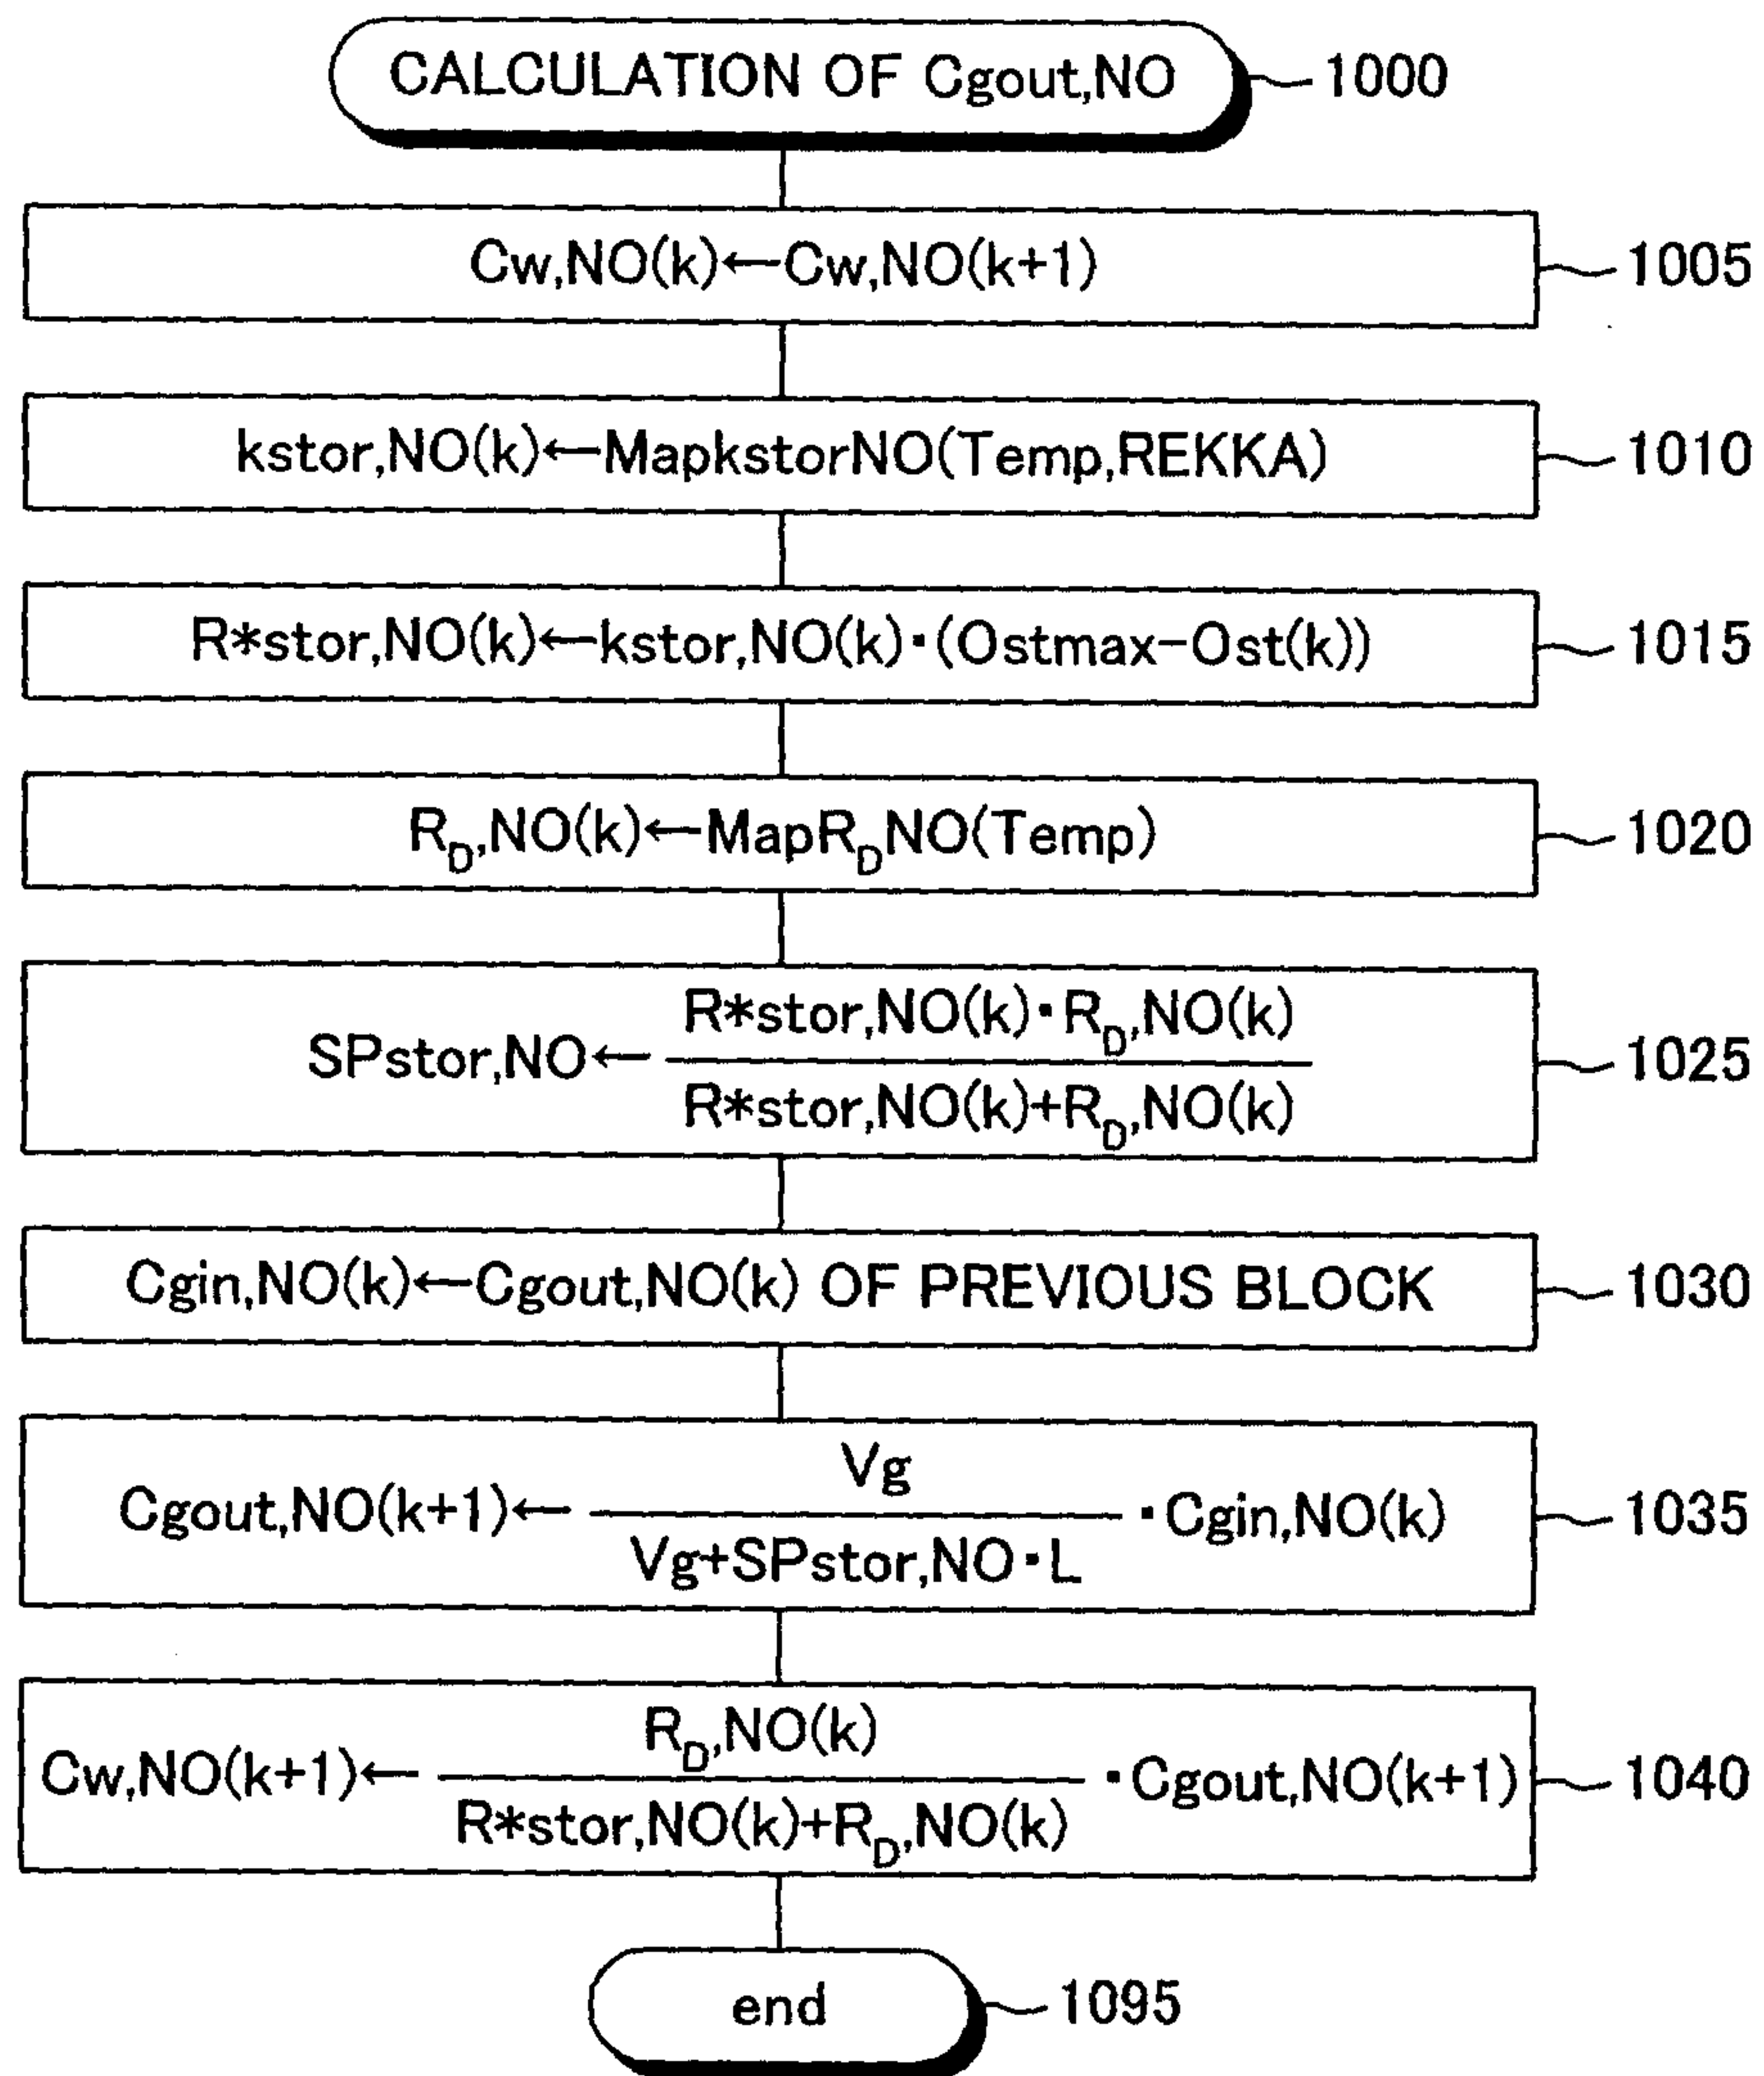 CALCULATION OF Cgout,NO
1000
Cw,NO(k)←Cw,NO(k+1)
1005
kstor,NO(k)←MapkstorNO(Temp,REKKA)
1010
R*stor,NO(k)←kstor,NO(k)·(Ostmax-Ost(k))
1015
RD,NO(k)←MapRDNO(Temp)
1020
R*stor,NO(k)·RD,NO(k)
SPstor,NO←
R*stor,NO(k)+RD,NO(k)
1025
Cgin,NO(k)←Cgout,NO(k) OF PREVIOUS BLOCK
1030
Vg
Cgout,NO(k+1)← ·Cgin,NO(k)
Vg+SPstor,NO·L
1035
RD,NO(k)
Cw,NO(k+1)← ·Cgout,NO(k+1)
R*stor,NO(k)+RD,NO(k)
1040
end
1095